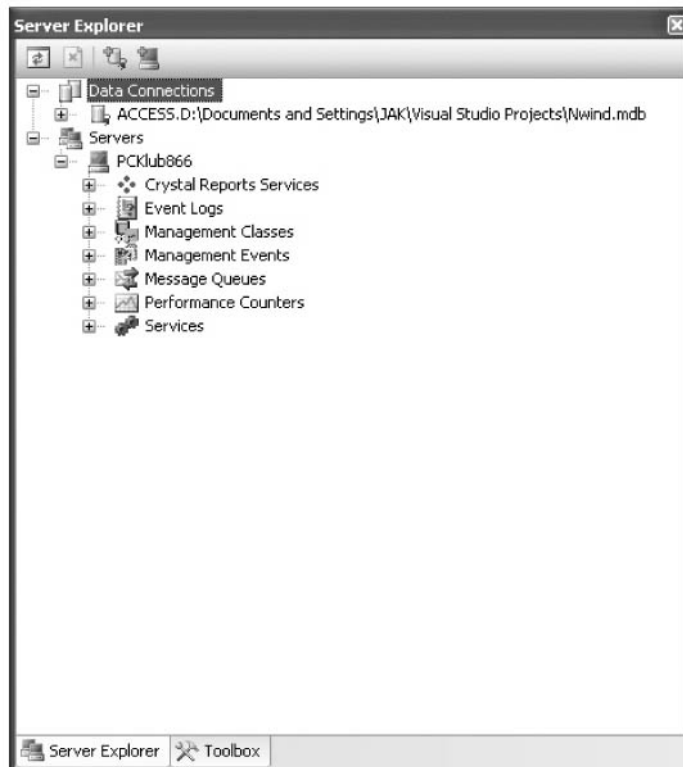 Server Explorer
Data Connections
ACCESS.D:\Documents and Settings\JAK\Visual Studio Projects\Nwind.mdb
Servers
PCKlub866
Crystal Reports Services
Event Logs
Management Classes
Management Events
Message Queues
Performance Counters
Services
Server Explorer Toolbox